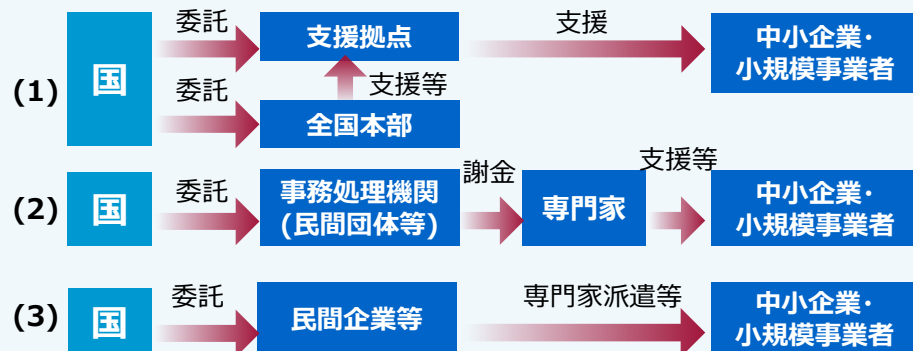 委託
支援拠点
支援
中小企業・
小規模事業者
(1)
国
委託
支援等
全国本部
(2)
国
委託
事務処理機関
(民間団体等)
謝金
専門家
支援等
中小企業・
小規模事業者
(3)
国
委託
民間企業等
専門家派遣等
中小企業・
小規模事業者